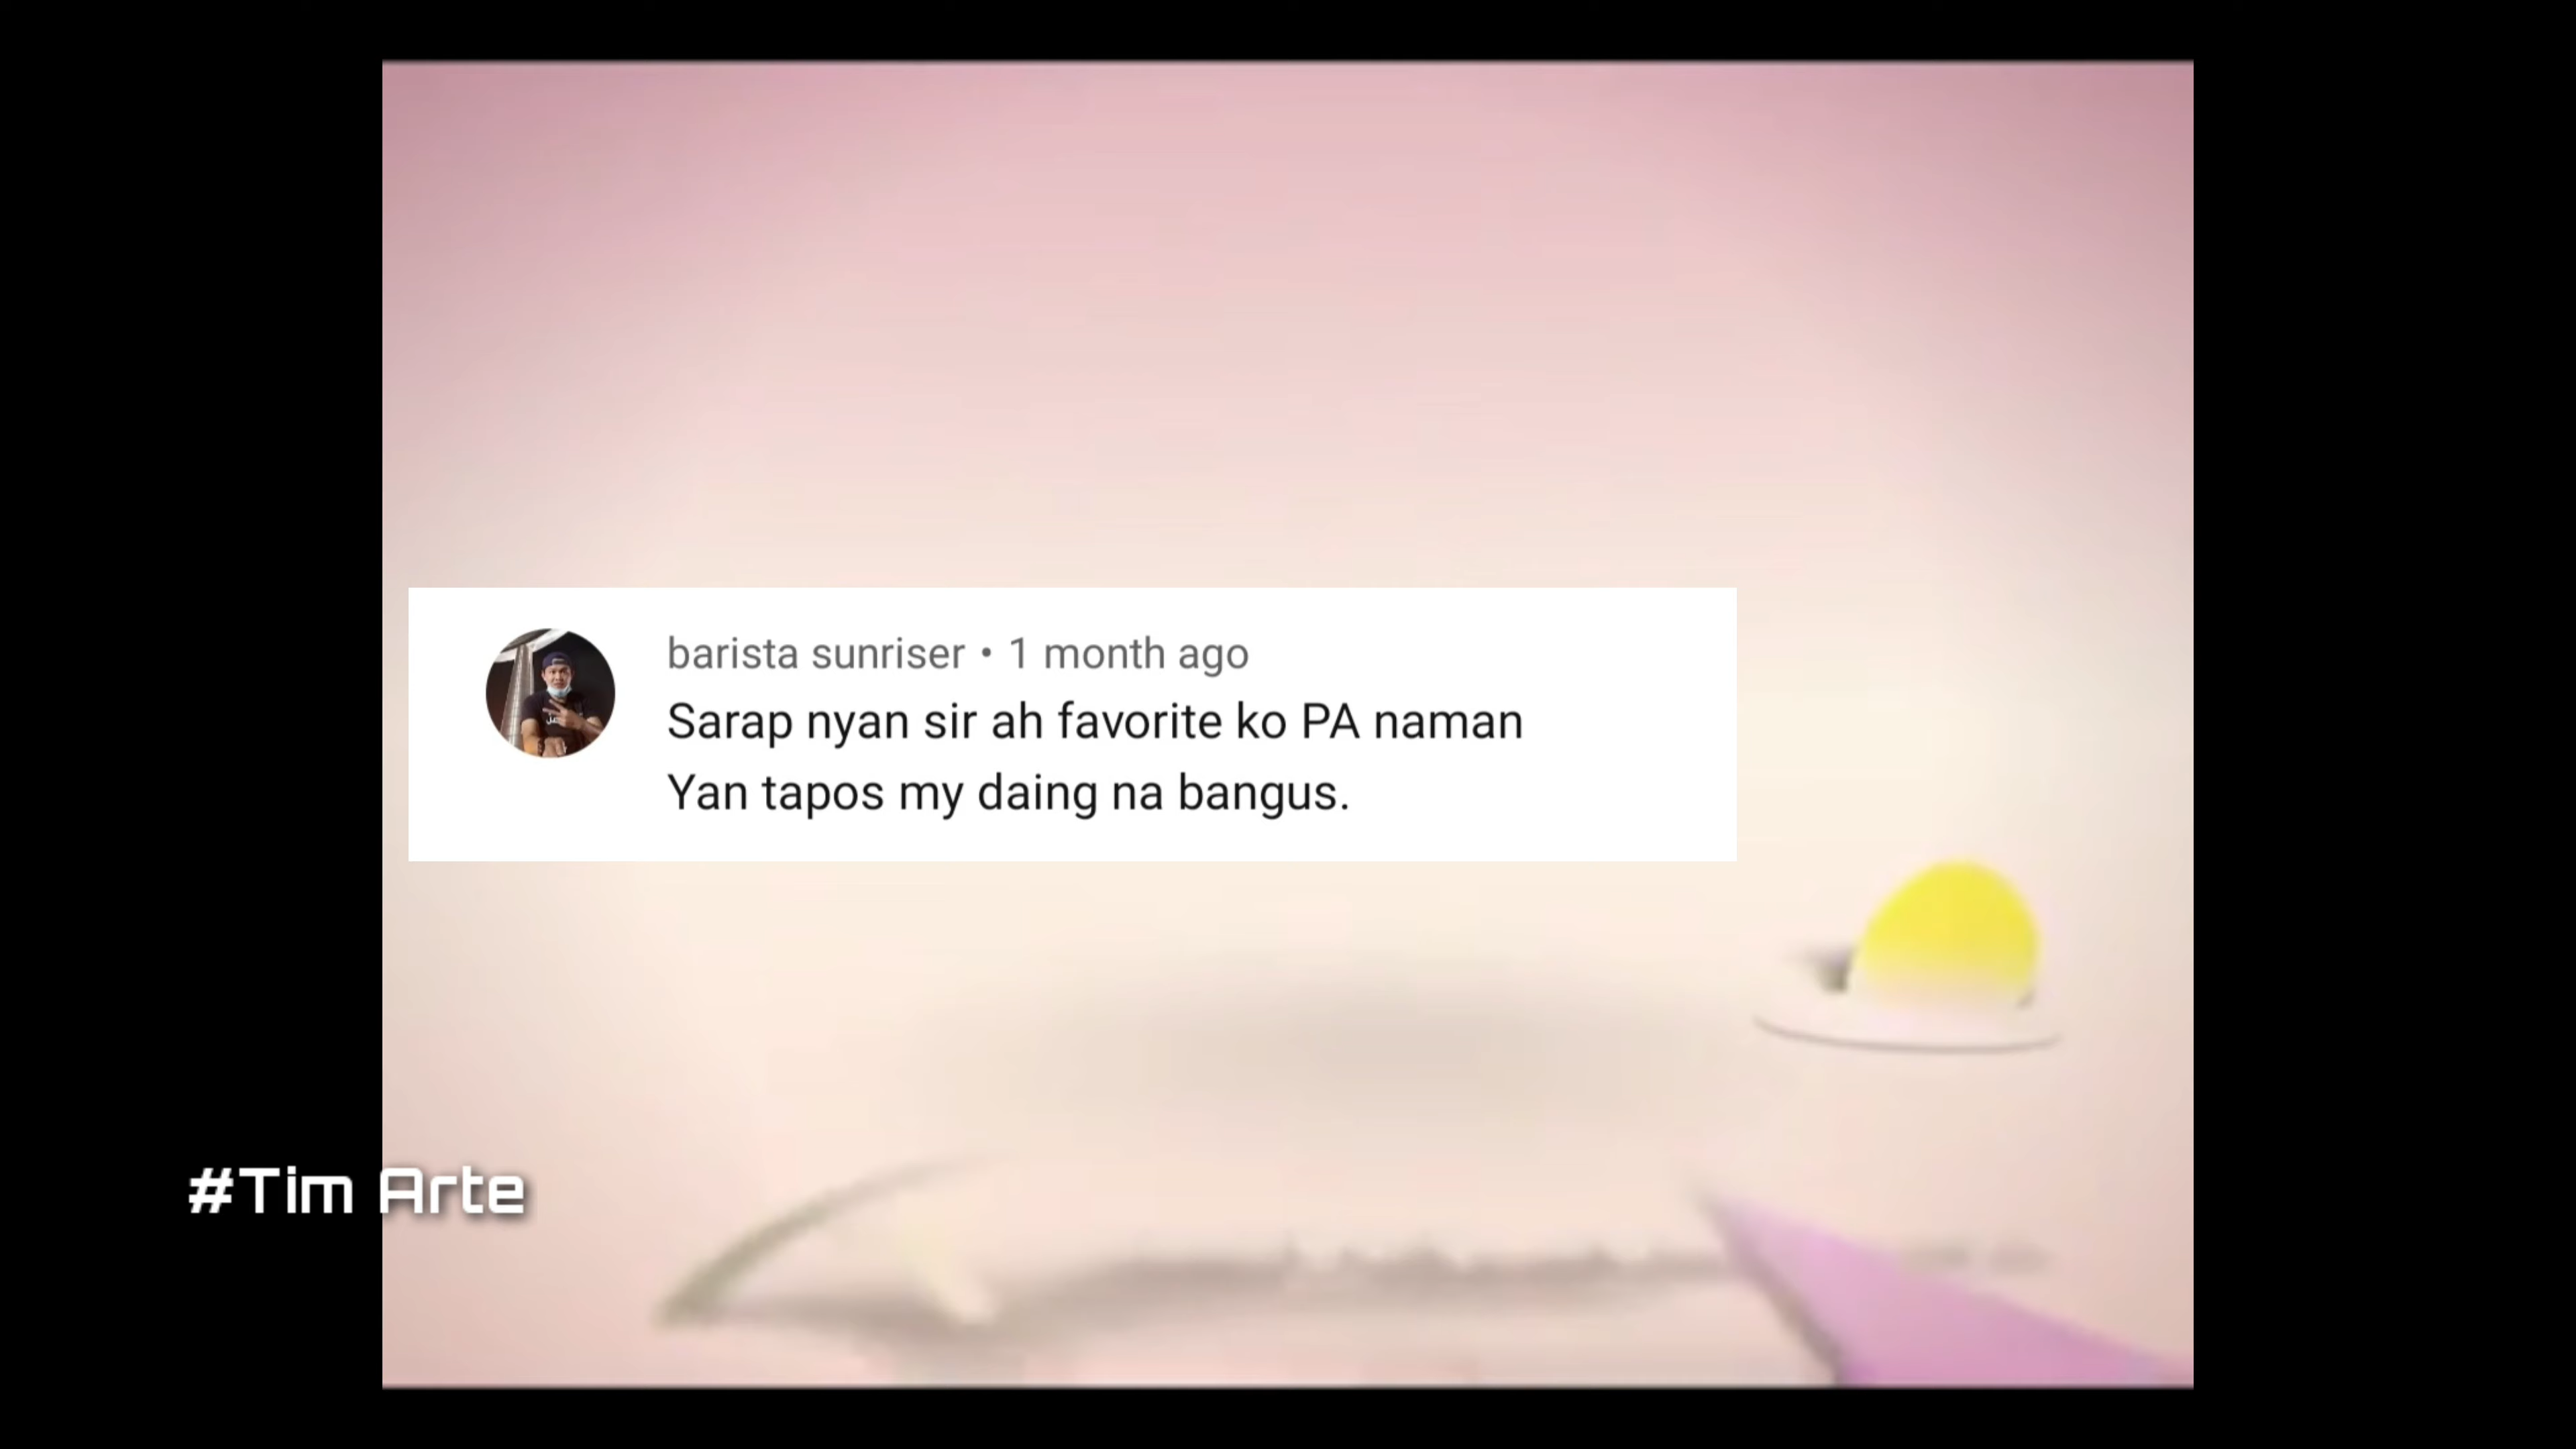 barista sunriser • 1 month ago
Sarap nyan sir ah favorite ko PA naman
Yan tapos my daing na bangus.
#Tim Arte